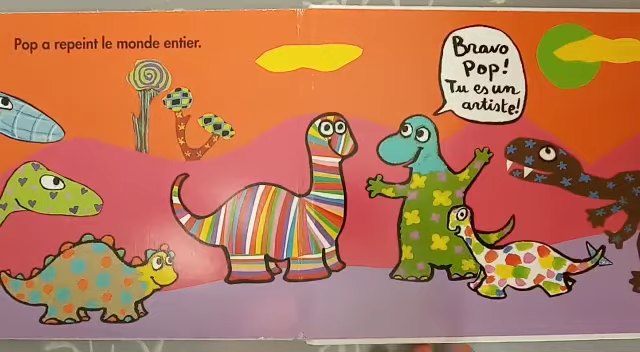 Pop a repeint le monde entier.
Bravo
Pop!
Tu es un
artiste!